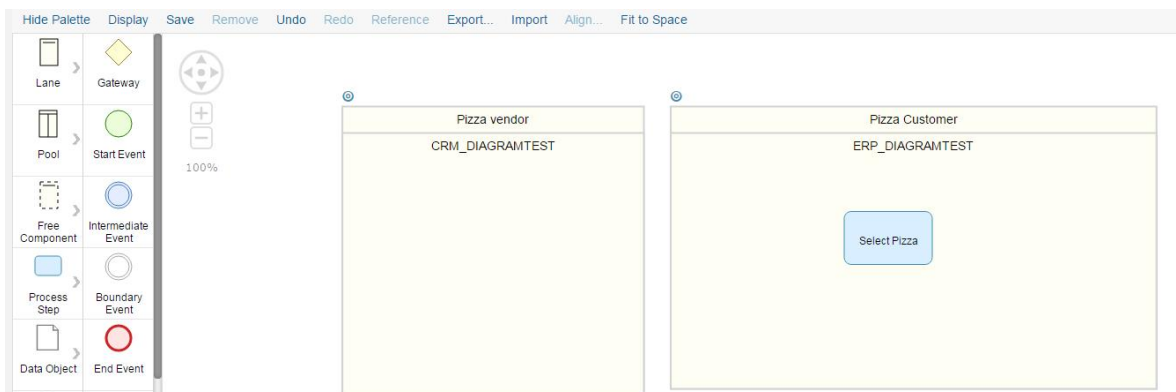 Hide Palette Display Save Remove Undo Redo Reference Export... Import Align... Fit to Space
Lane Gateway
Pool Start Event
Free Component
Intermediate Event
Process Step
Boundary Event
Data Object End Event
100%
Pizza vendor
CRM_DIAGRAMTEST
Pizza Customer
ERP_DIAGRAMTEST
Select Pizza